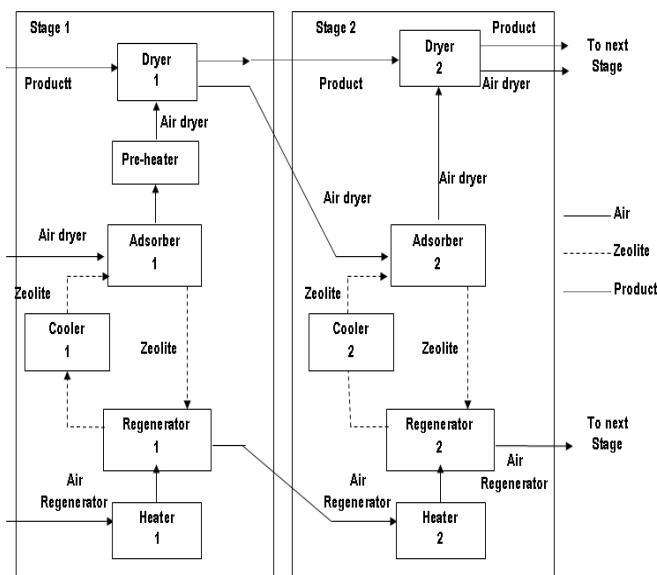 Stage 1
Dryer
1
Productt
Air dryer
Pre-heater
Air dryer
Adsorber
1
Zeolite
Cooler
1
Zeolite
Regenerator
1
Air
Regenerator
Heater
1
Stage 2
Product
Dryer
2
Product
Air dryer
To next
Stage
Air dryer
Air dryer
Adsorber
2
Zeolite
Cooler
2
Zeolite
Regenerator
2
Air
Regenerator
To next
Stage
Air
Regenerator
Heater
2
Air
Zeolite
Product